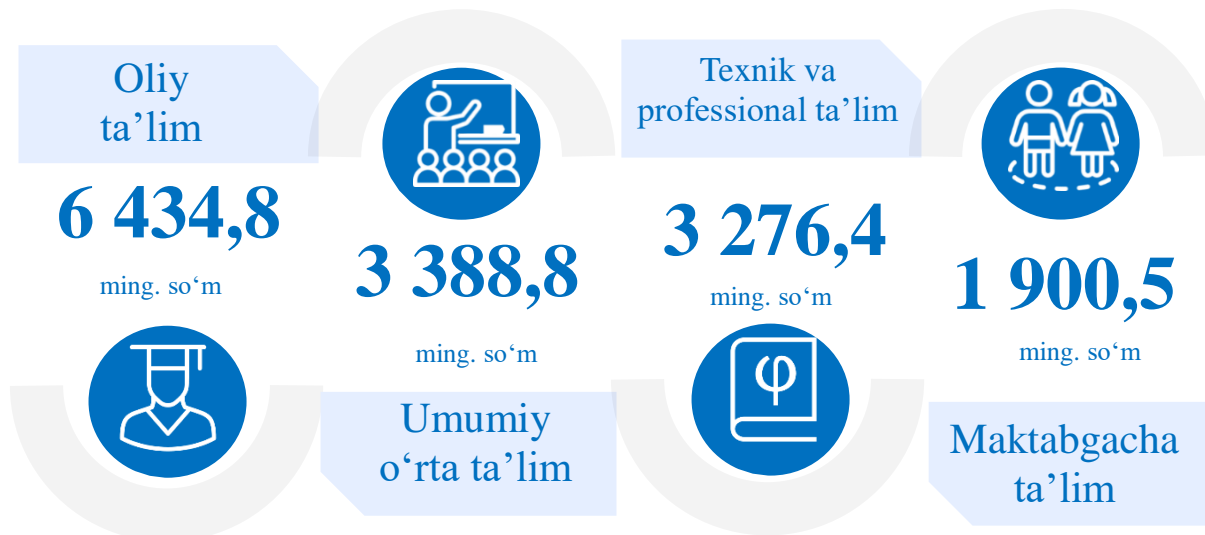 Oliy
ta’lim
6 434,8
ming. so‘m
3 388,8
ming. so‘m
Umumiy
o‘rta ta’lim
Texnik va
professional ta’lim
3 276,4
ming. so‘m
φ
1 900,5
ming. so‘m
Maktabgacha
ta’lim